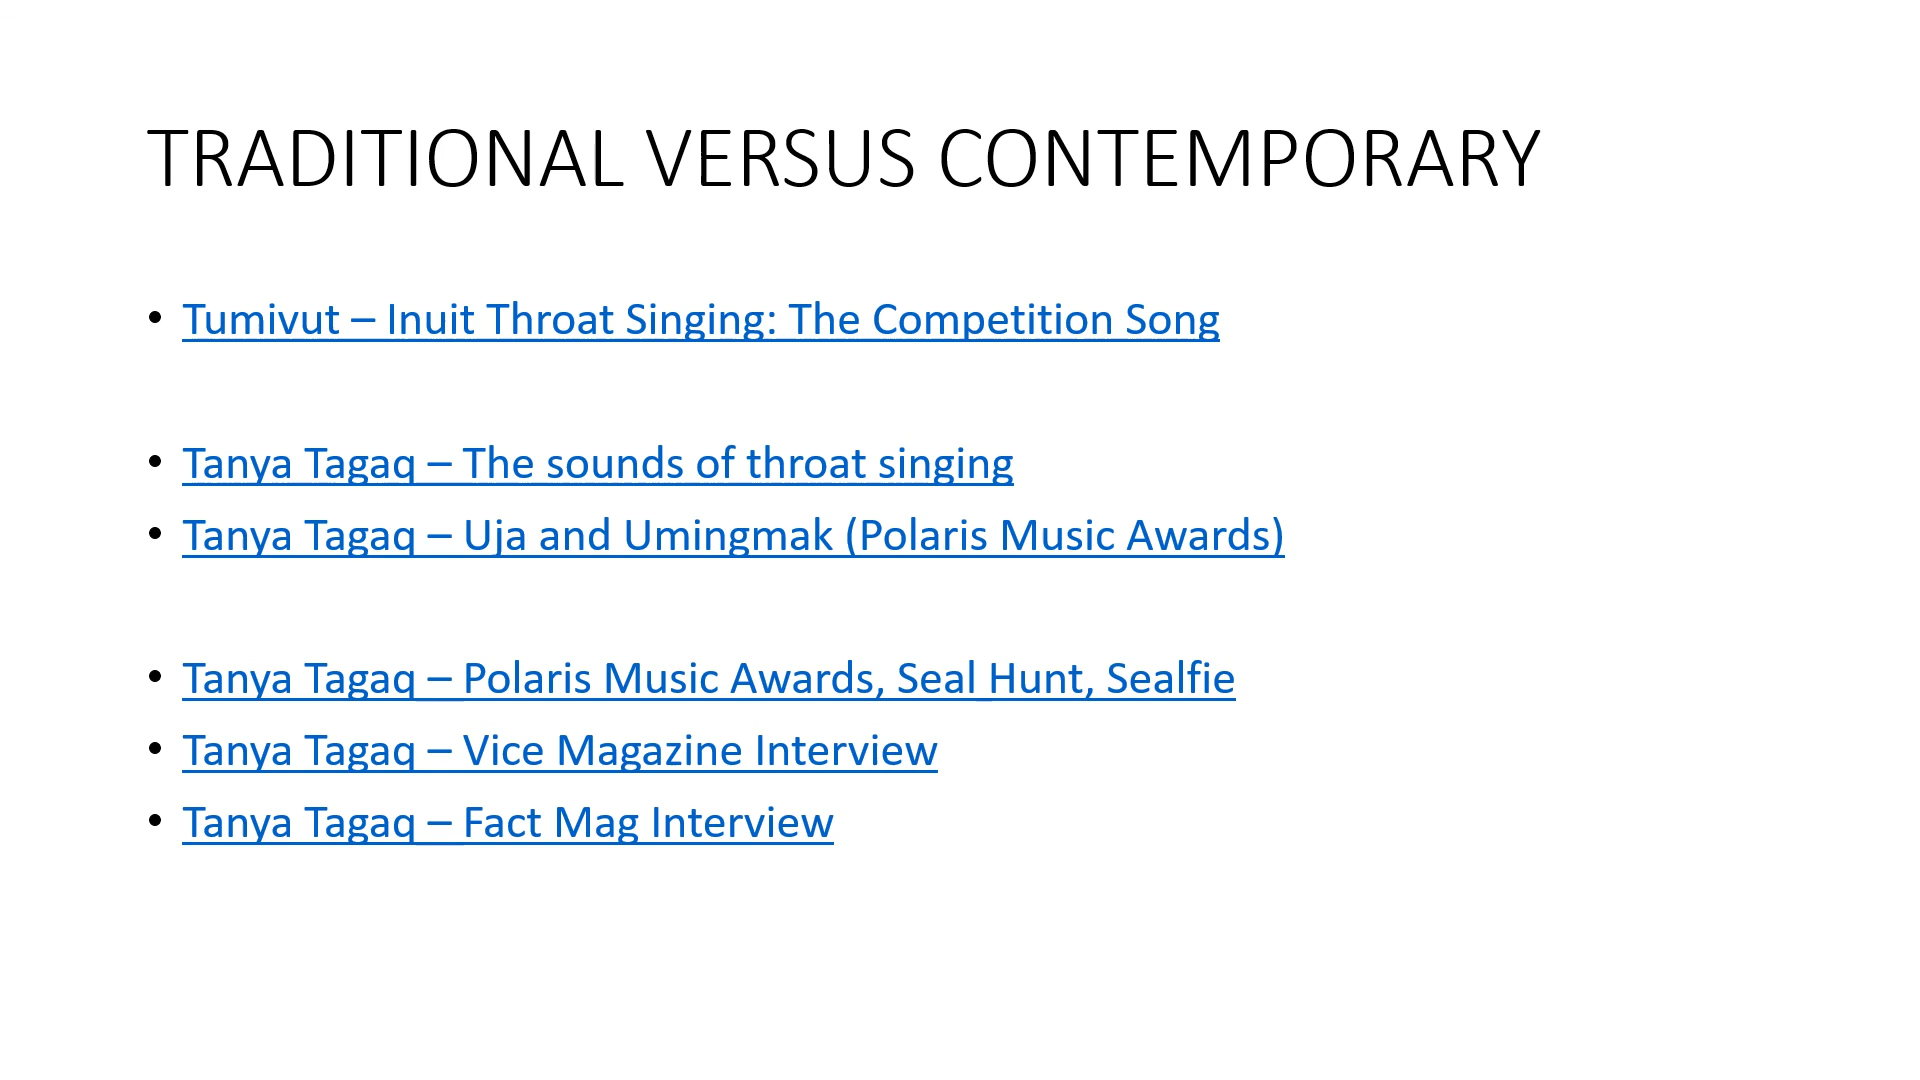 TRADITIONAL VERSUS CONTEMPORARY
• Tumivut – Inuit Throat Singing: The Competition Song
• Tanya Tagaq – The sounds of throat singing
• Tanya Tagaq – Uja and Umingmak (Polaris Music Awards)
• Tanya Tagaq – Polaris Music Awards, Seal Hunt, Sealfie
• Tanya Tagaq – Vice Magazine Interview
• Tanya Tagaq – Fact Mag Interview